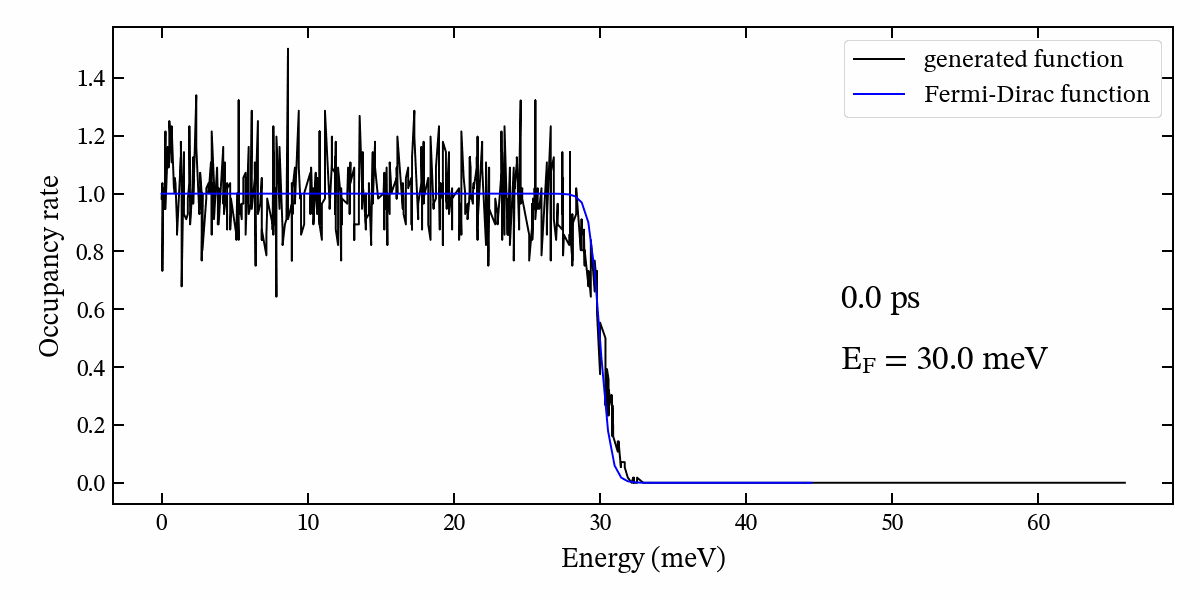 generated function
Fermi-Dirac function
Occupancy rate
1.4
1.2
1.0
0.8
0.6
0.4
0.2
0.0
0.0 ps
E_F = 30.0 meV
0 10 20 30 40 50 60
Energy (meV)